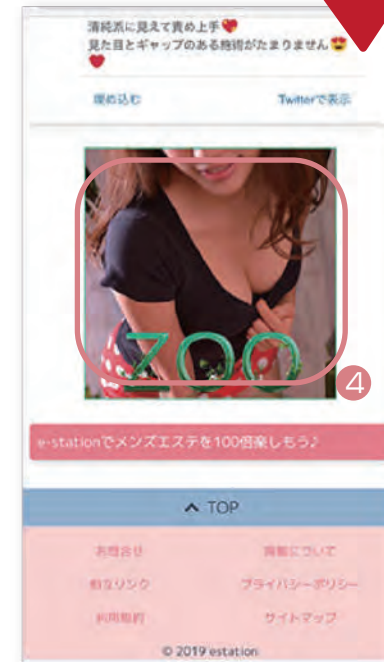 清純派に見えて責め上手❤
見た目とギャップのある施術がたまりません😍
❤
埋め込む
Twitterで表示
ZOO
4
e-stationでメンズエステを100倍楽しもう♪
TOP
お問合せ
掲載について
相互リンク
プライバシーポリシー
利用規約
サイトマップ
© 2019 estation